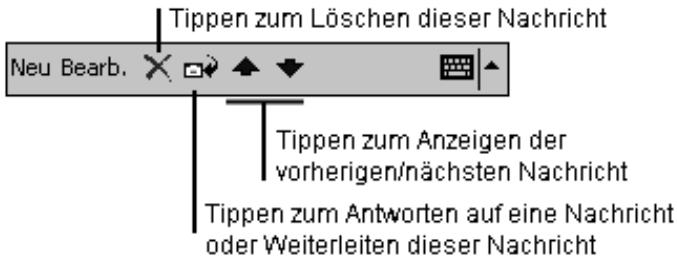 Tippen zum Löschen dieser Nachricht
Neu Bearb.
Tippen zum Anzeigen der
vorherigen/nächsten Nachricht
Tippen zum Antworten auf eine Nachricht
oder Weiterleiten dieser Nachricht